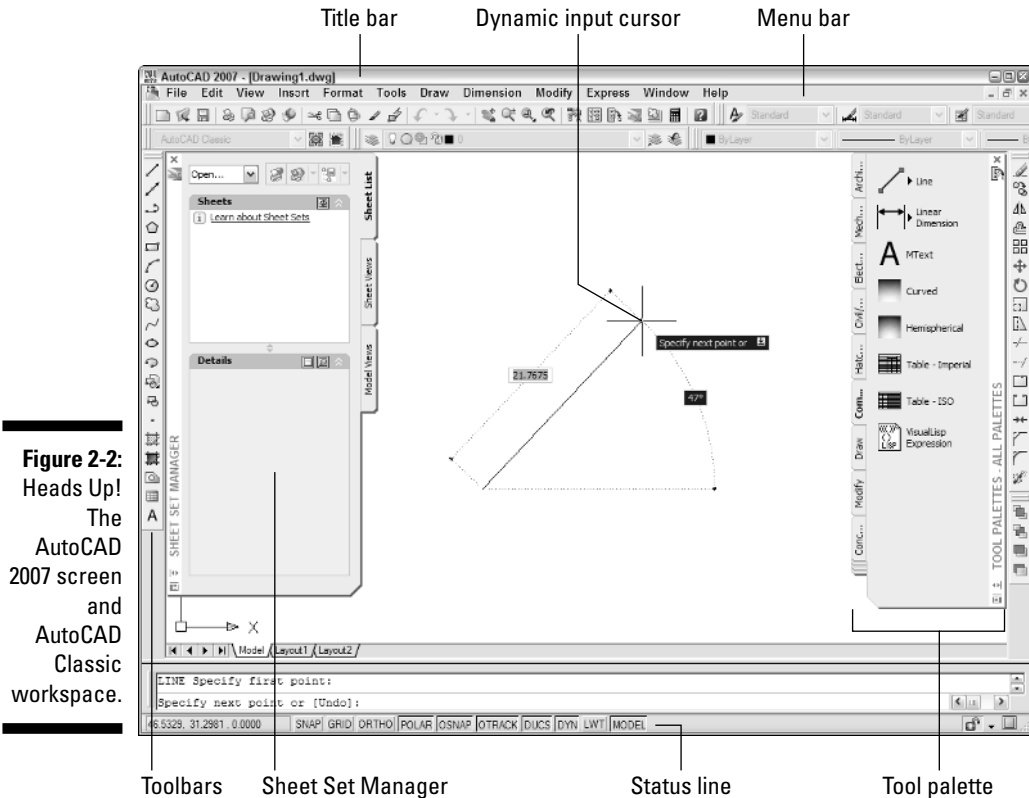 Title bar
Dynamic input cursor
Menu bar
AutoCAD 2007 - [Drawing1.dwg]
File Edit View Insert Format Tools Draw Dimension Modify Express Window Help
Standard
Standard
Standard
AutoCAD Classic
0
ByLayer
ByLayer
Open...
Sheets
Learn about Sheet Sets
Details
Sheet List
Sheet Views
Model Views
SHEET SET MANAGER
A
Specify next point or
21.7675
47°
Archi...
Mech...
Elect...
Civil/...
Hatc...
Com...
Draw
Modify
Conc...
Line
Linear
Dimension
A MText
Curved
Hemispherical
Table - Imperial
Table - ISO
VisualLisp
Expression
TOOL PALETTES - ALL PALETTES
X
Model Layout1 Layout2
LINE Specify first point:
Specify next point or [Undo]:
46.5329, 31.2981 , 0.0000 SNAP GRID ORTHO POLAR OSNAP OTRACK DUCS DYN LWT MODEL
Figure 2-2:
Heads Up!
The
AutoCAD
2007 screen
and
AutoCAD
Classic
workspace.
Toolbars
Sheet Set Manager
Status line
Tool palette